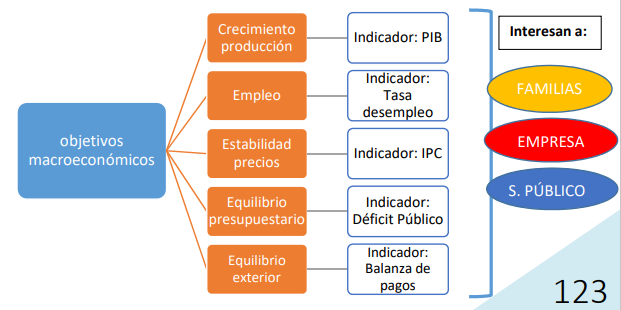 objetivos
macroeconómicos
Crecimiento
producción
Indicador: PIB
Empleo
Indicador:
Tasa
desempleo
Estabilidad
precios
Indicador: IPC
Equilibrio
presupuestario
Indicador:
Déficit Público
Equilibrio
exterior
Indicador:
Balanza de
pagos
Interesan a:
FAMILIAS
EMPRESA
S. PÚBLICO
123